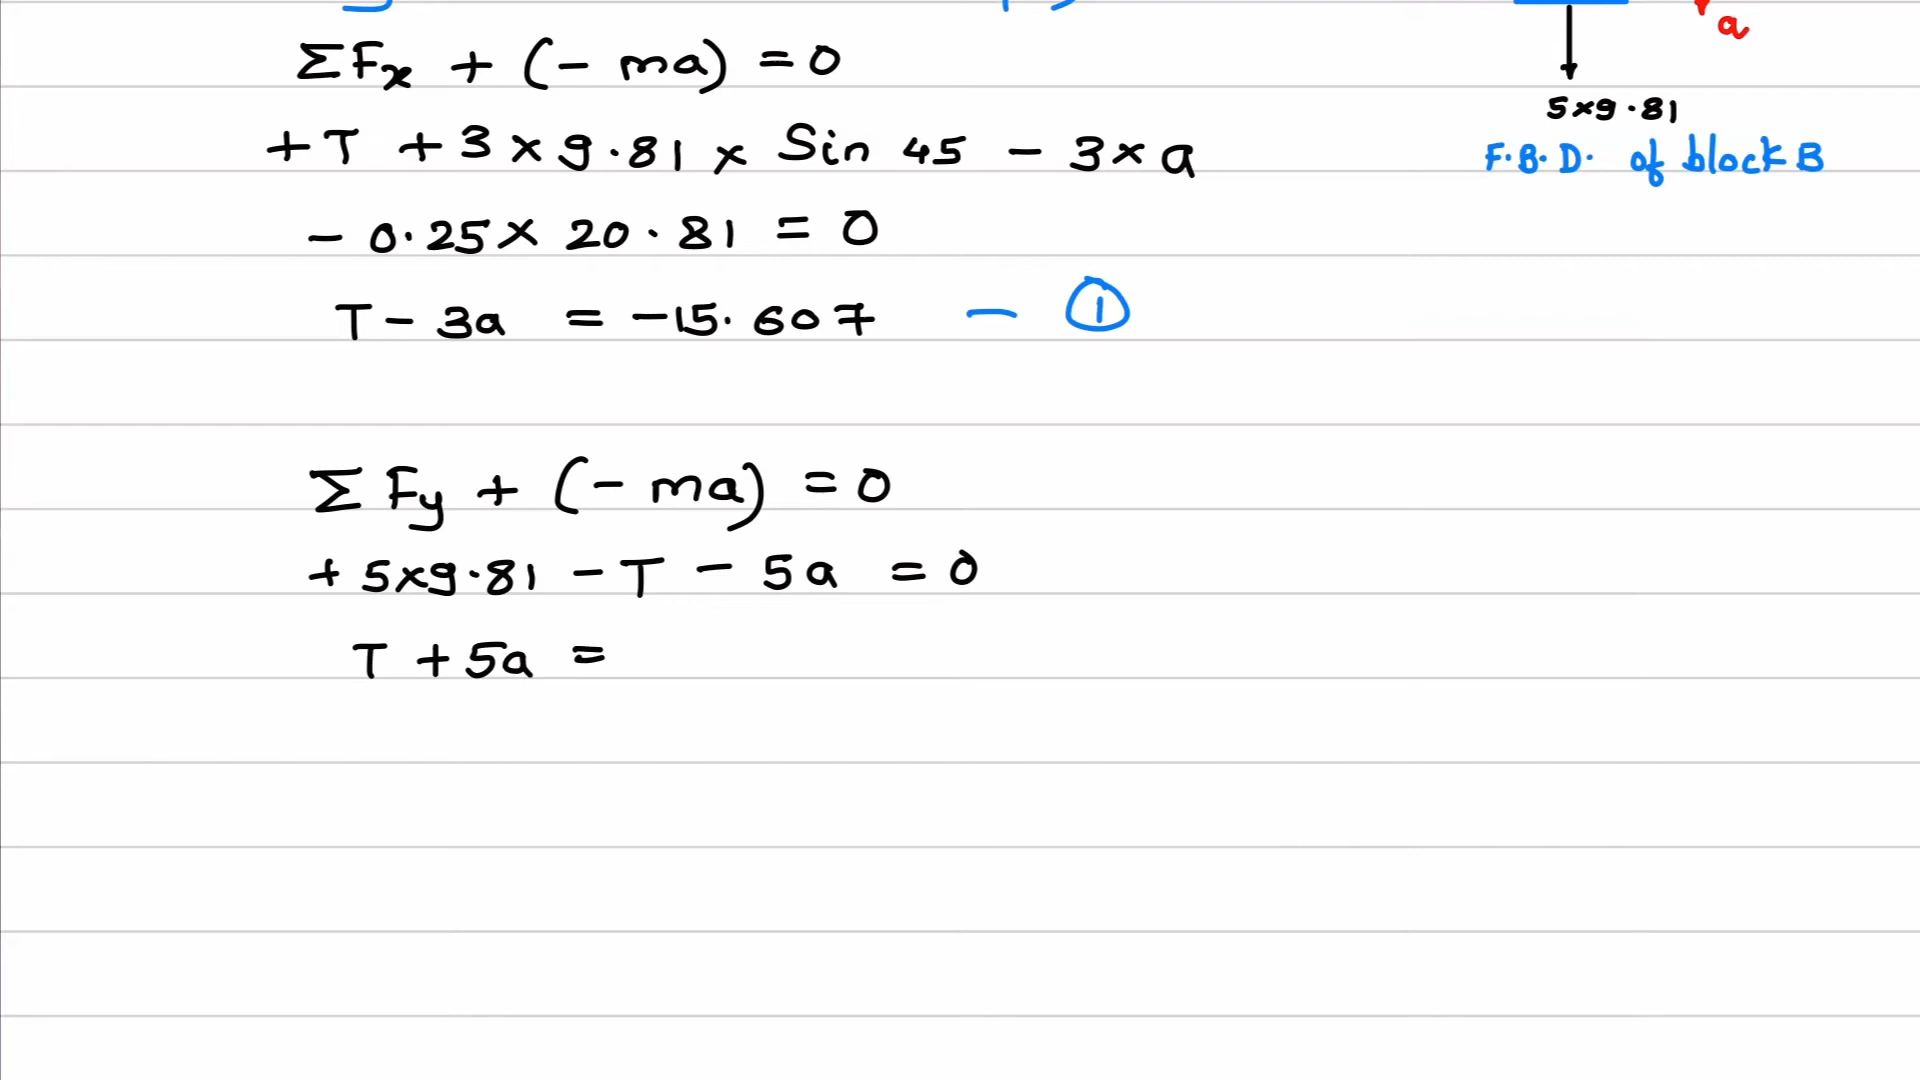 ΣFx + (- ma) = 0
+T + 3 × 9.81 × Sin 45 - 3×a
- 0.25 × 20.81 = 0
T - 3a = -15.607 - ①
ΣFy + (- ma) = 0
+ 5×9.81 - T - 5a = 0
T + 5a =
a
5×9.81
F.B.D. of block B